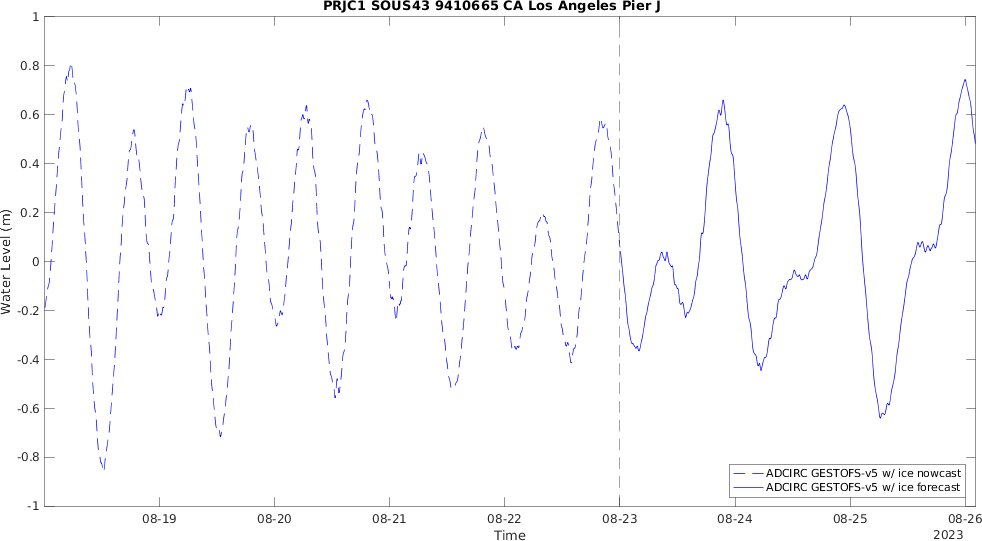 PRJC1 SOUS43 9410665 CA Los Angeles Pier J
Water Level (m)
1
0.8
0.6
0.4
0.2
0
-0.2
-0.4
-0.6
-0.8
-1
ADCIRC GESTOFS-v5 w/ ice nowcast
ADCIRC GESTOFS-v5 w/ ice forecast
08-19 08-20 08-21 08-22 08-23 08-24 08-25 08-26
Time
2023